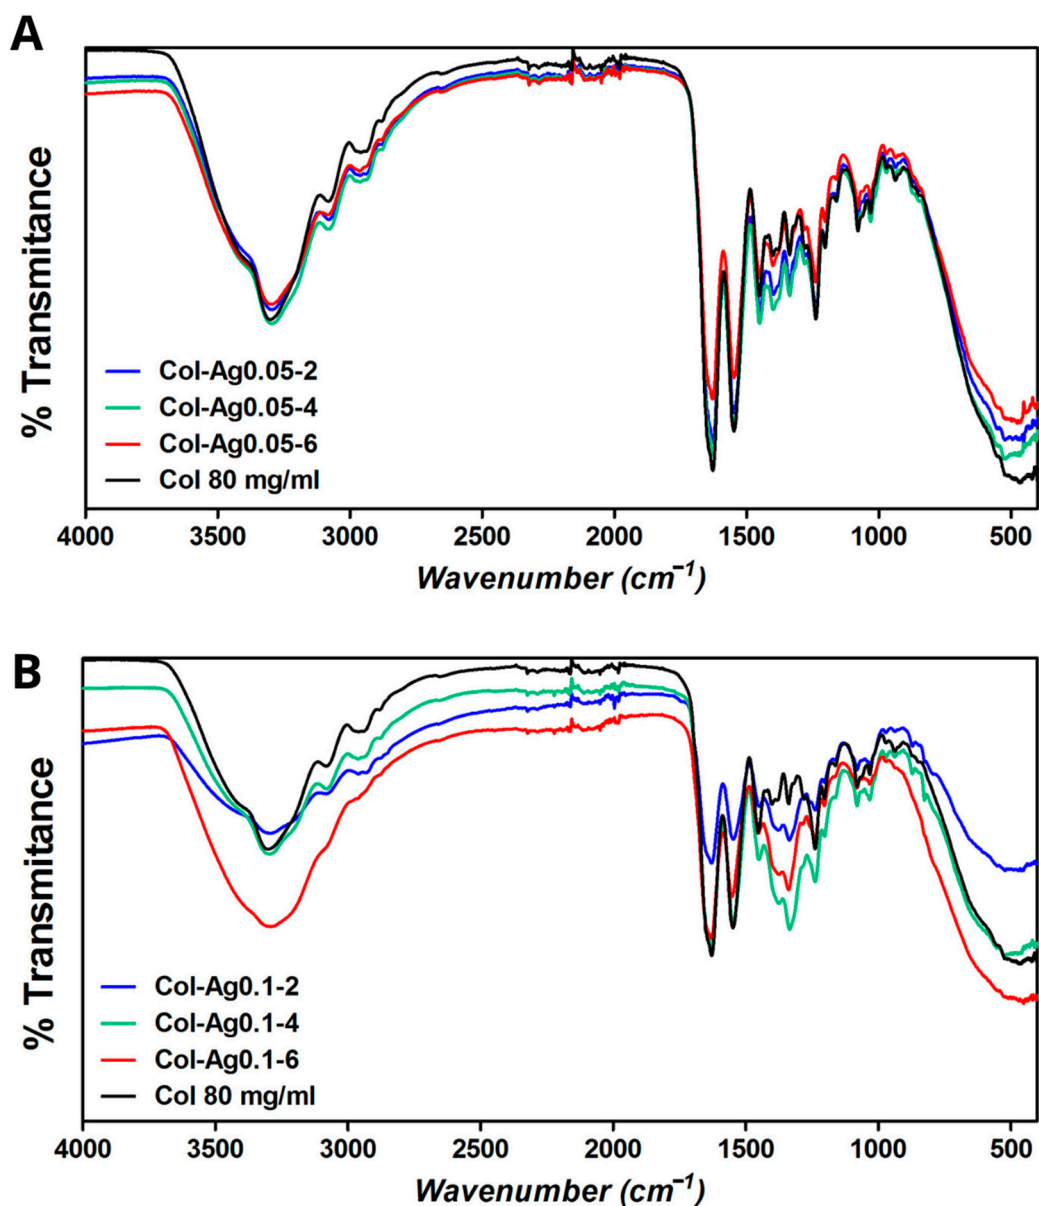 A
% Transmitance
Col-Ag0.05-2
Col-Ag0.05-4
Col-Ag0.05-6
Col 80 mg/ml
4000 3500 3000 2500 2000 1500 1000 500
Wavenumber (cm⁻¹)
B
% Transmitance
Col-Ag0.1-2
Col-Ag0.1-4
Col-Ag0.1-6
Col 80 mg/ml
4000 3500 3000 2500 2000 1500 1000 500
Wavenumber (cm⁻¹)